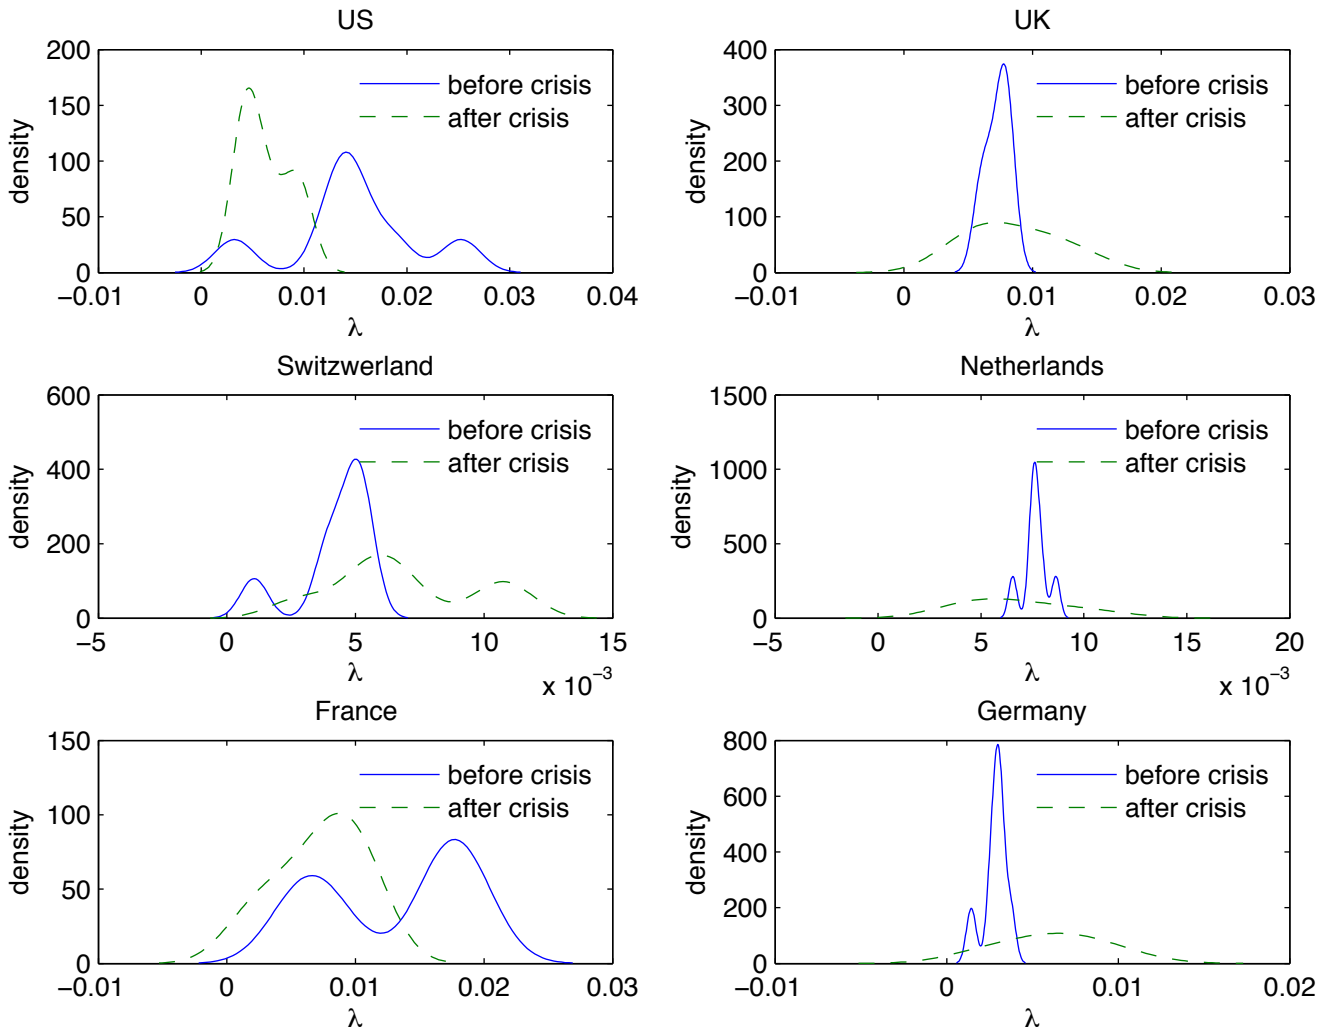 US
200
150
100
50
0
density
before crisis
after crisis
−0.01 0 0.01 0.02 0.03 0.04
λ
UK
400
300
200
100
0
density
before crisis
after crisis
−0.01 0 0.01 0.02 0.03
λ
Switzwerland
600
400
200
0
density
before crisis
after crisis
−5 0 5 10 15
λ
x 10⁻³
Netherlands
1500
1000
500
0
density
before crisis
after crisis
−5 0 5 10 15 20
λ
x 10⁻³
France
150
100
50
0
density
before crisis
after crisis
−0.01 0 0.01 0.02 0.03
λ
Germany
800
600
400
200
0
density
before crisis
after crisis
−0.01 0 0.01 0.02
λ